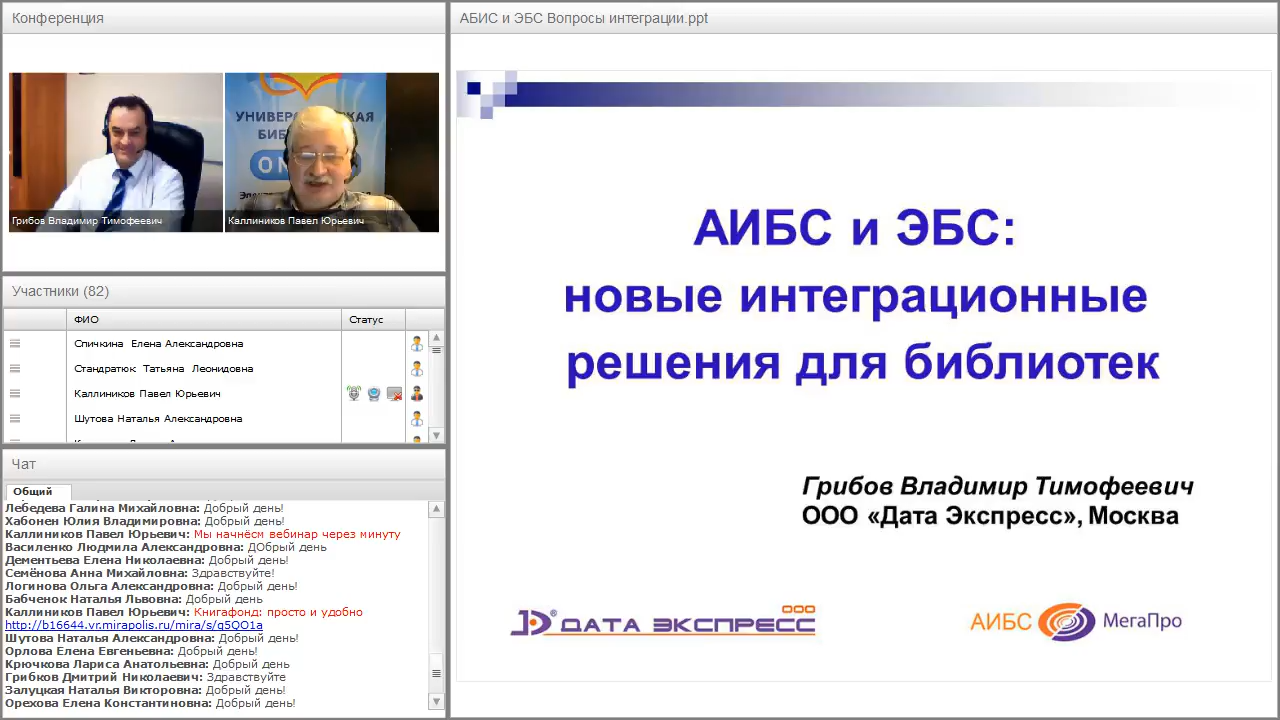 Конференция
Грибов Владимир Тимофеевич
УНИВЕР
КАЯ
БИБ
Каллиников Павел Юрьевич
Участники (82)
ФИО Статус
Спичкина Елена Александровна
Стандратюк Татьяна Леонидовна
Каллиников Павел Юрьевич
Шутова Наталья Александровна
Чат
Общий
Лебедева Галина Михайловна: Добрый день!
Хабонен Юлия Владимировна: Добрый день!
Каллиников Павел Юрьевич: Мы начнём вебинар через минуту
Василенко Людмила Александровна: ДОбрый день
Дементьева Елена Николаевна: Добрый день!
Семёнова Анна Михайловна: Здравствуйте!
Логинова Ольга Александровна: Добрый день!
Бабченок Наталья Львовна: Добрый день
Каллиников Павел Юрьевич: Книгафонд: просто и удобно
http://b16644.vr.mirapolis.ru/mira/s/q5QO1a
Шутова Наталья Александровна: Добрый день!
Орлова Елена Евгеньевна: Добрый день!
Крючкова Лариса Анатольевна: Добрый день
Грибков Дмитрий Николаевич: Здравствуйте
Залуцкая Наталья Викторовна: Добрый день!
Орехова Елена Константиновна: Добрый день!
АБИС и ЭБС Вопросы интеграции.ppt
АИБС и ЭБС:
новые интеграционные
решения для библиотек
Грибов Владимир Тимофеевич
ООО «Дата Экспресс», Москва
ООО
ДАТА ЭКСПРЕСС
АИБС МегаПро